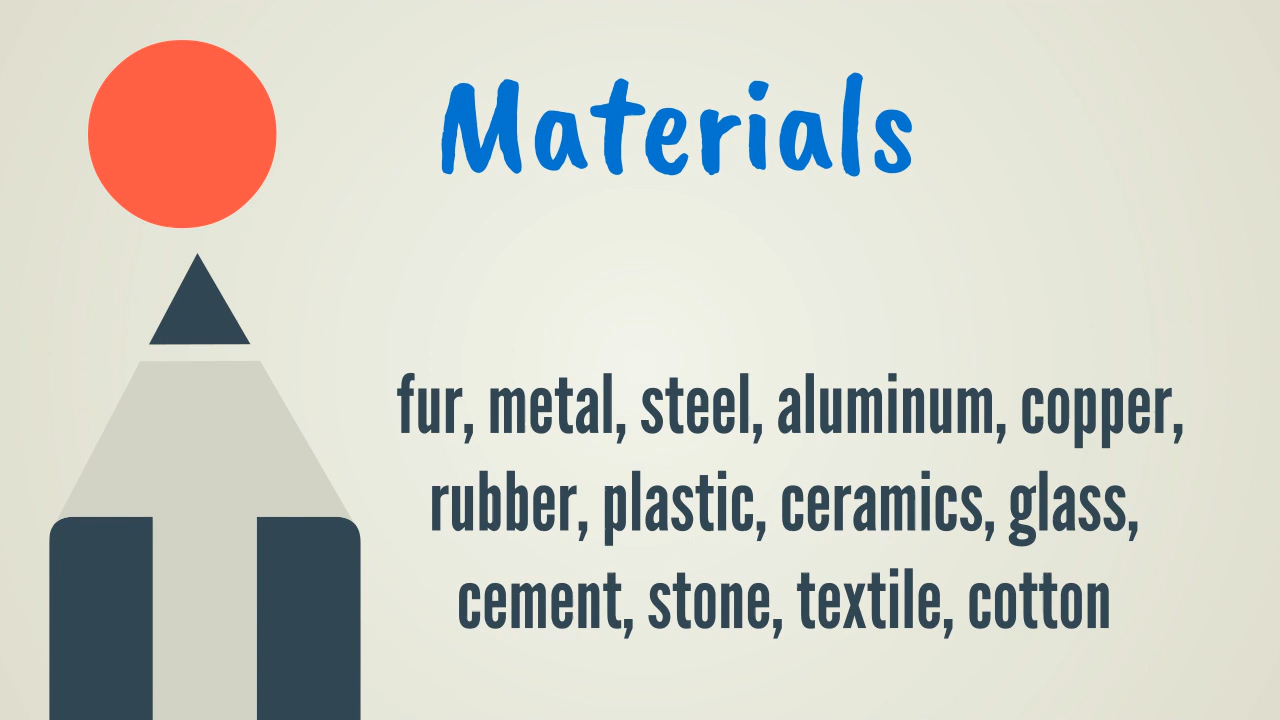 Materials
fur, metal, steel, aluminum, copper,
rubber, plastic, ceramics, glass,
cement, stone, textile, cotton